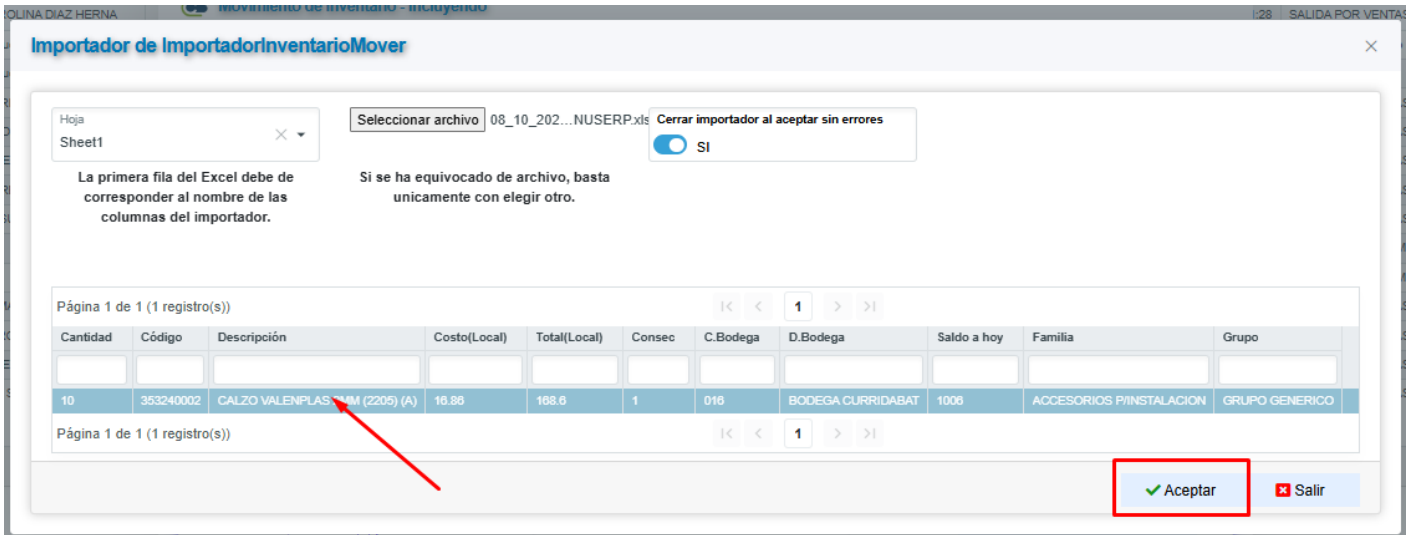 OLINA DIAZ HERNA
Movimiento de Inventario - Incluyendo
:28 SALIDA POR VENTAS
Importador de ImportadorInventarioMover
Hoja
Sheet1
Seleccionar archivo 08_10_202...NUSERP.xls
Cerrar importador al aceptar sin errores
SI
La primera fila del Excel debe de
corresponder al nombre de las
columnas del importador.
Si se ha equivocado de archivo, basta
unicamente con elegir otro.
Página 1 de 1 (1 registro(s))
1
Cantidad Código Descripción Costo(Local) Total(Local) Consec C.Bodega D.Bodega Saldo a hoy Familia Grupo
10 353240002 CALZO VALENPLAS MM (2205) (A) 16.86 168.6 1 016 BODEGA CURRIDABAT 1006 ACCESORIOS P/INSTALACION GRUPO GENERICO
Página 1 de 1 (1 registro(s))
1
Aceptar
Salir